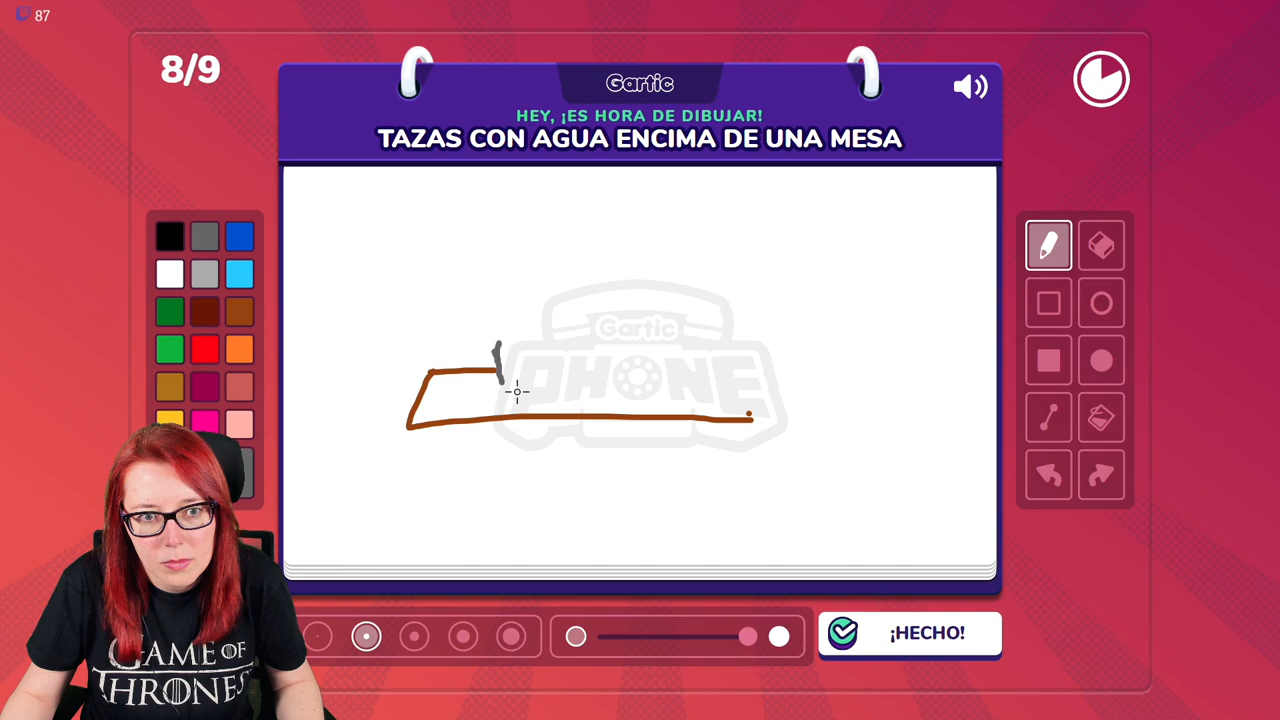 87
8/9
Gartic
HEY, ¡ES HORA DE DIBUJAR!
TAZAS CON AGUA ENCIMA DE UNA MESA
Gartic
PHONE
¡HECHO!
GAME OF
THRONES